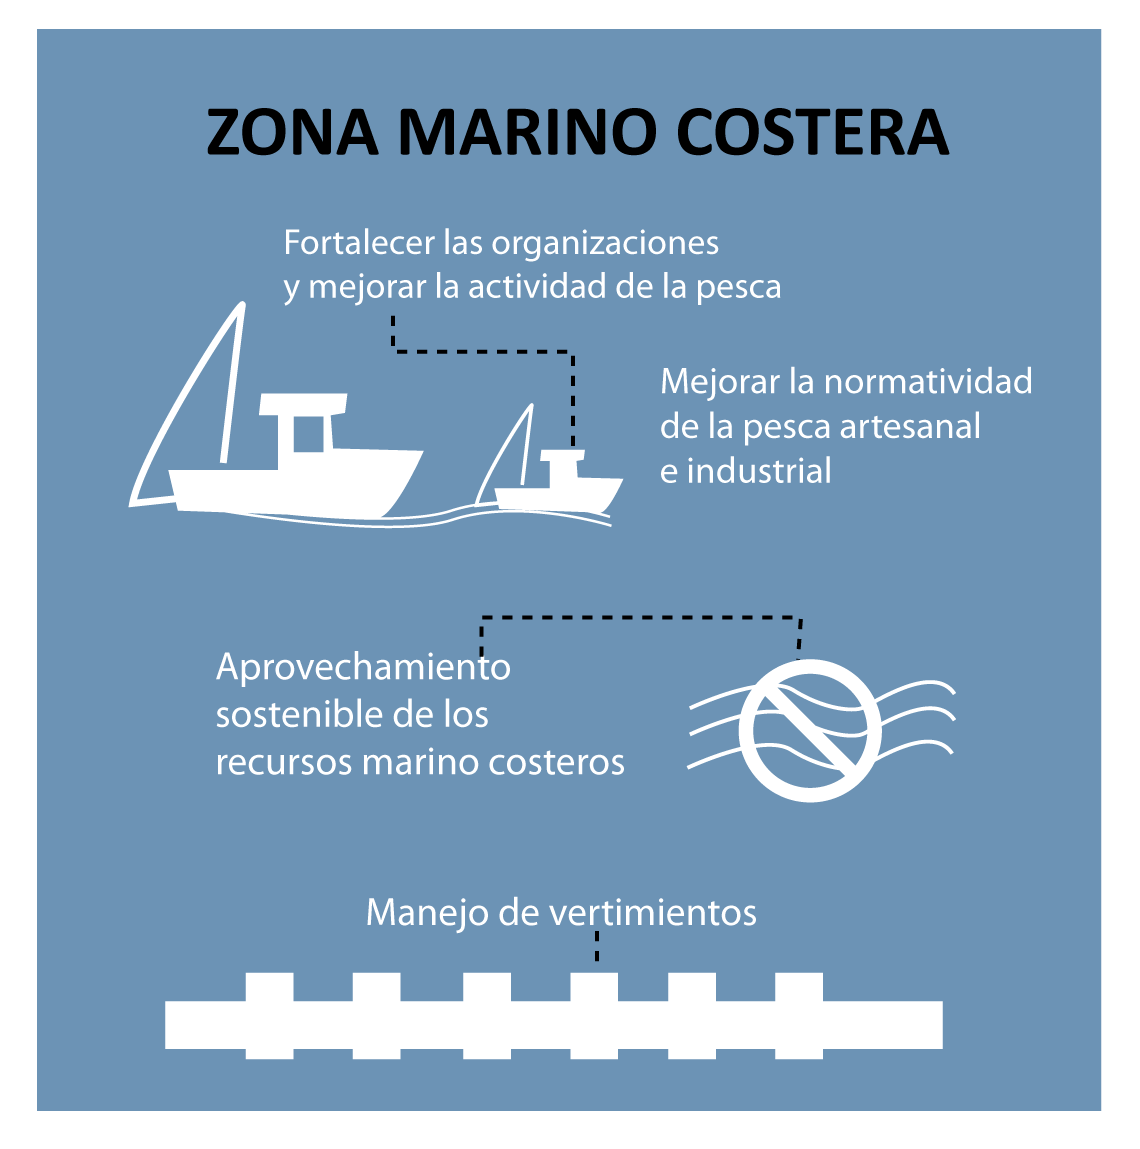 ZONA MARINO COSTERA
Fortalecer las organizaciones
y mejorar la actividad de la pesca
Mejorar la normatividad
de la pesca artesanal
e industrial
Aprovechamiento
sostenible de los
recursos marino costeros
Manejo de vertimientos